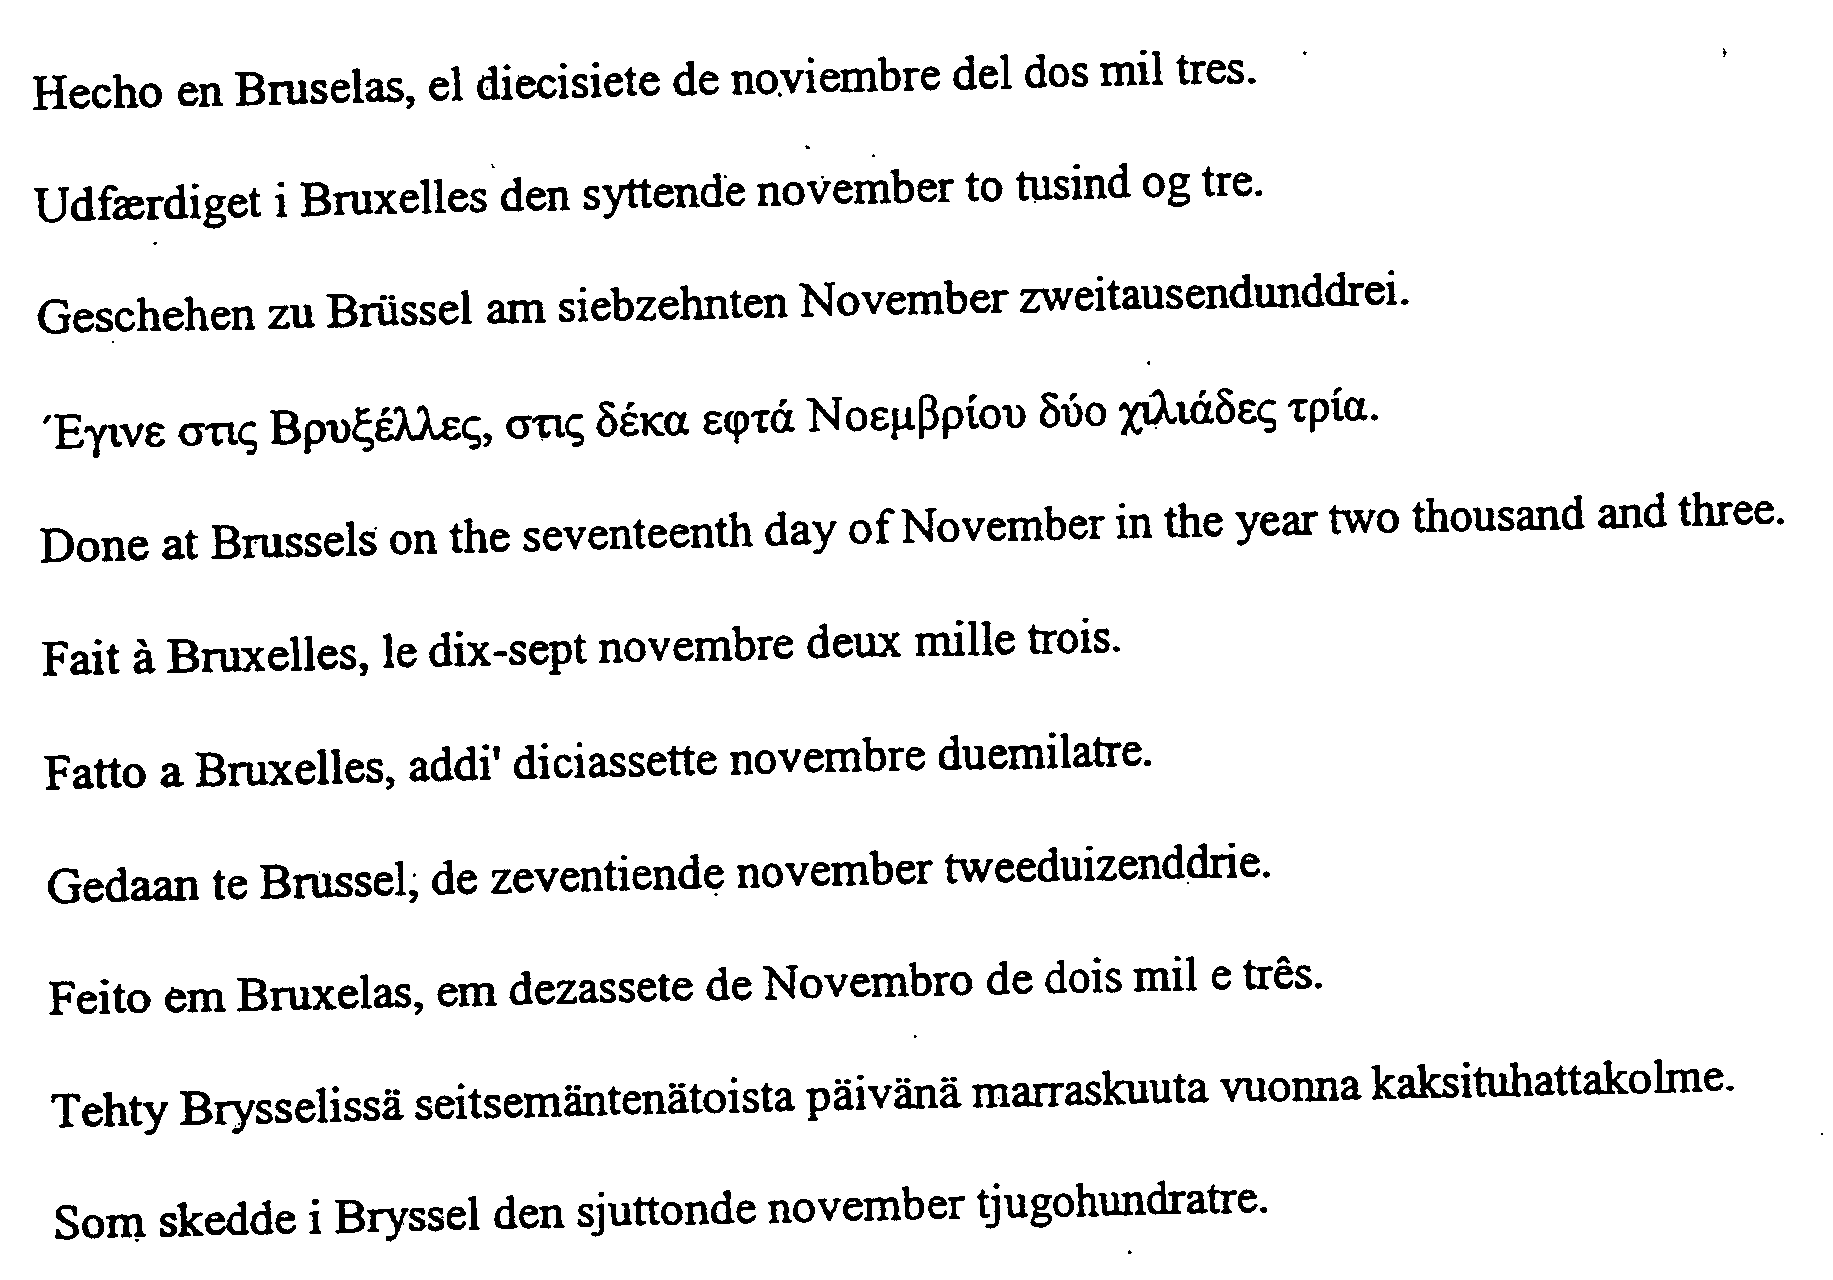 Hecho en Bruselas, el diecisiete de noviembre del dos mil tres.
Udfærdiget i Bruxelles den syttende november to tusind og tre.
Geschehen zu Brüssel am siebzehnten November zweitausendunddrei.
Έγινε στις Βρυξέλλες, στις δέκα εφτά Νοεμβρίου δύο χιλιάδες τρία.
Done at Brussels on the seventeenth day of November in the year two thousand and three.
Fait à Bruxelles, le dix-sept novembre deux mille trois.
Fatto a Bruxelles, addi' diciassette novembre duemilatre.
Gedaan te Brussel, de zeventiende november tweeduizenddrie.
Feito em Bruxelas, em dezassete de Novembro de dois mil e três.
Tehty Brysselissä seitsemäntenätoista päivänä marraskuuta vuonna kaksituhattakolme.
Som skedde i Bryssel den sjuttonde november tjugohundratre.